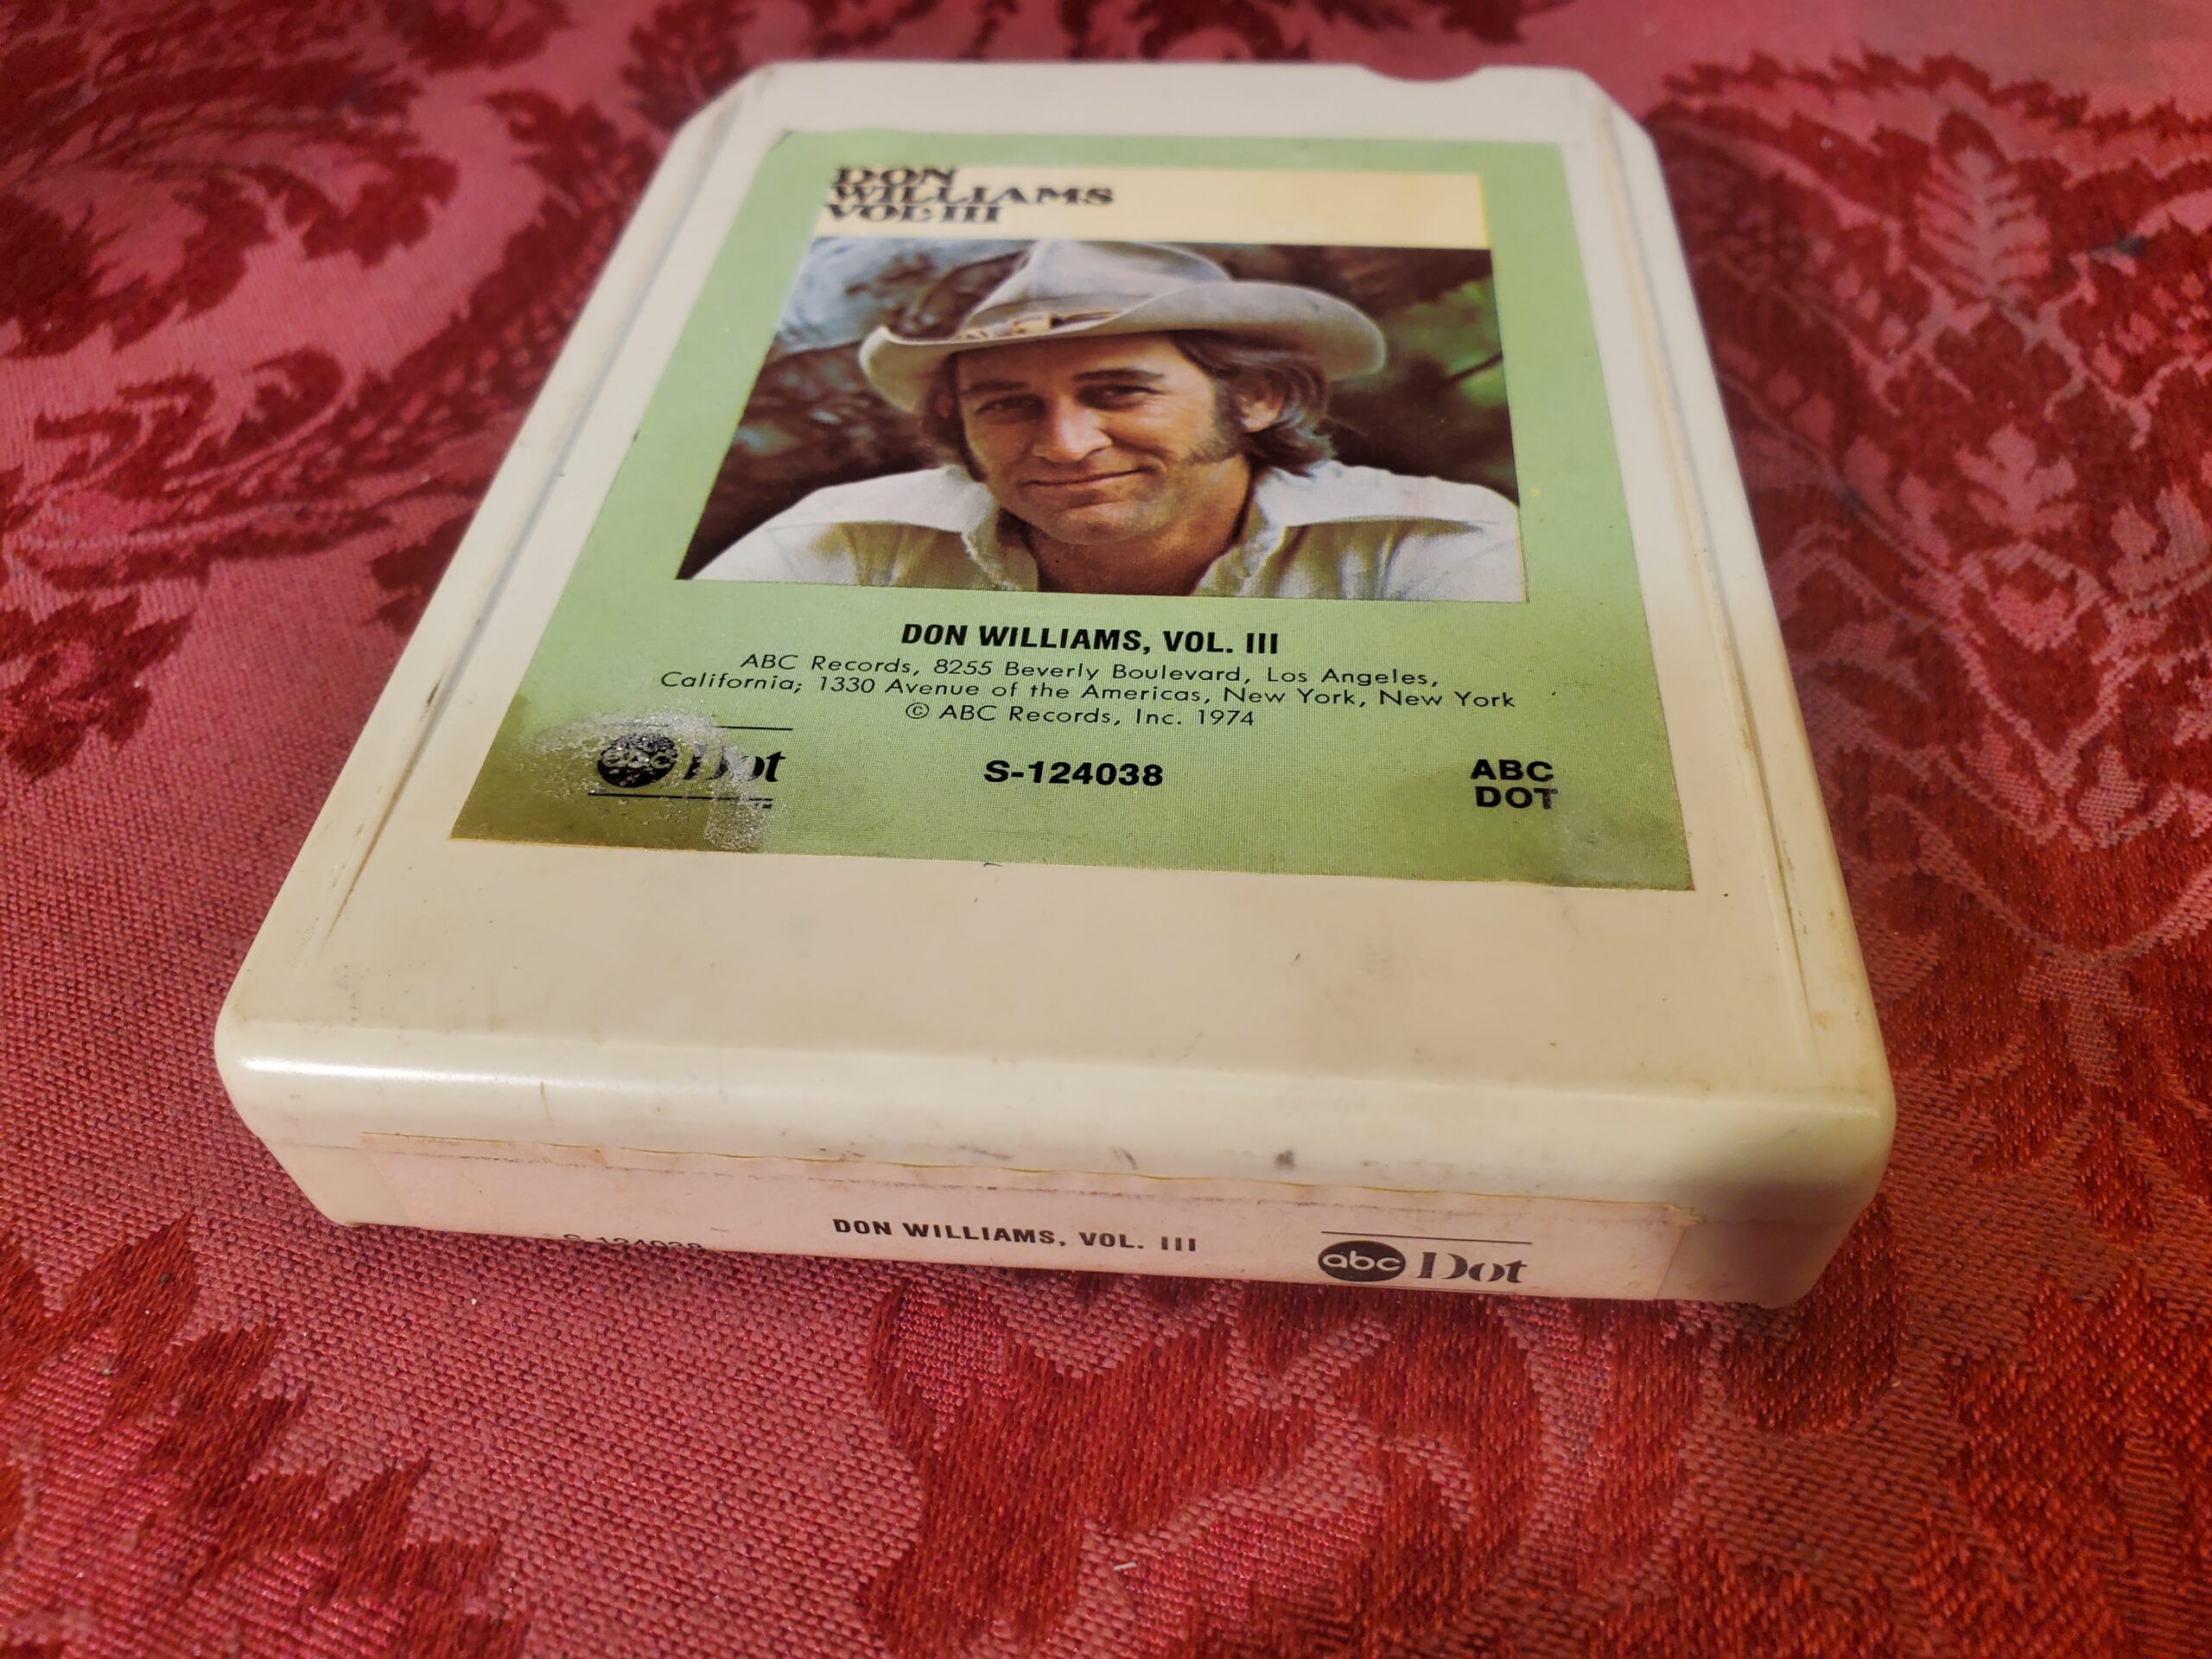 DON
WILLIAMS
VOL III
DON WILLIAMS, VOL. III
ABC Records, 8255 Beverly Boulevard, Los Angeles,
California; 1330 Avenue of the Americas, New York, New York
© ABC Records, Inc. 1974
abc Dot
S-124038
ABC
DOT
S-124038
DON WILLIAMS, VOL. III
abc Dot